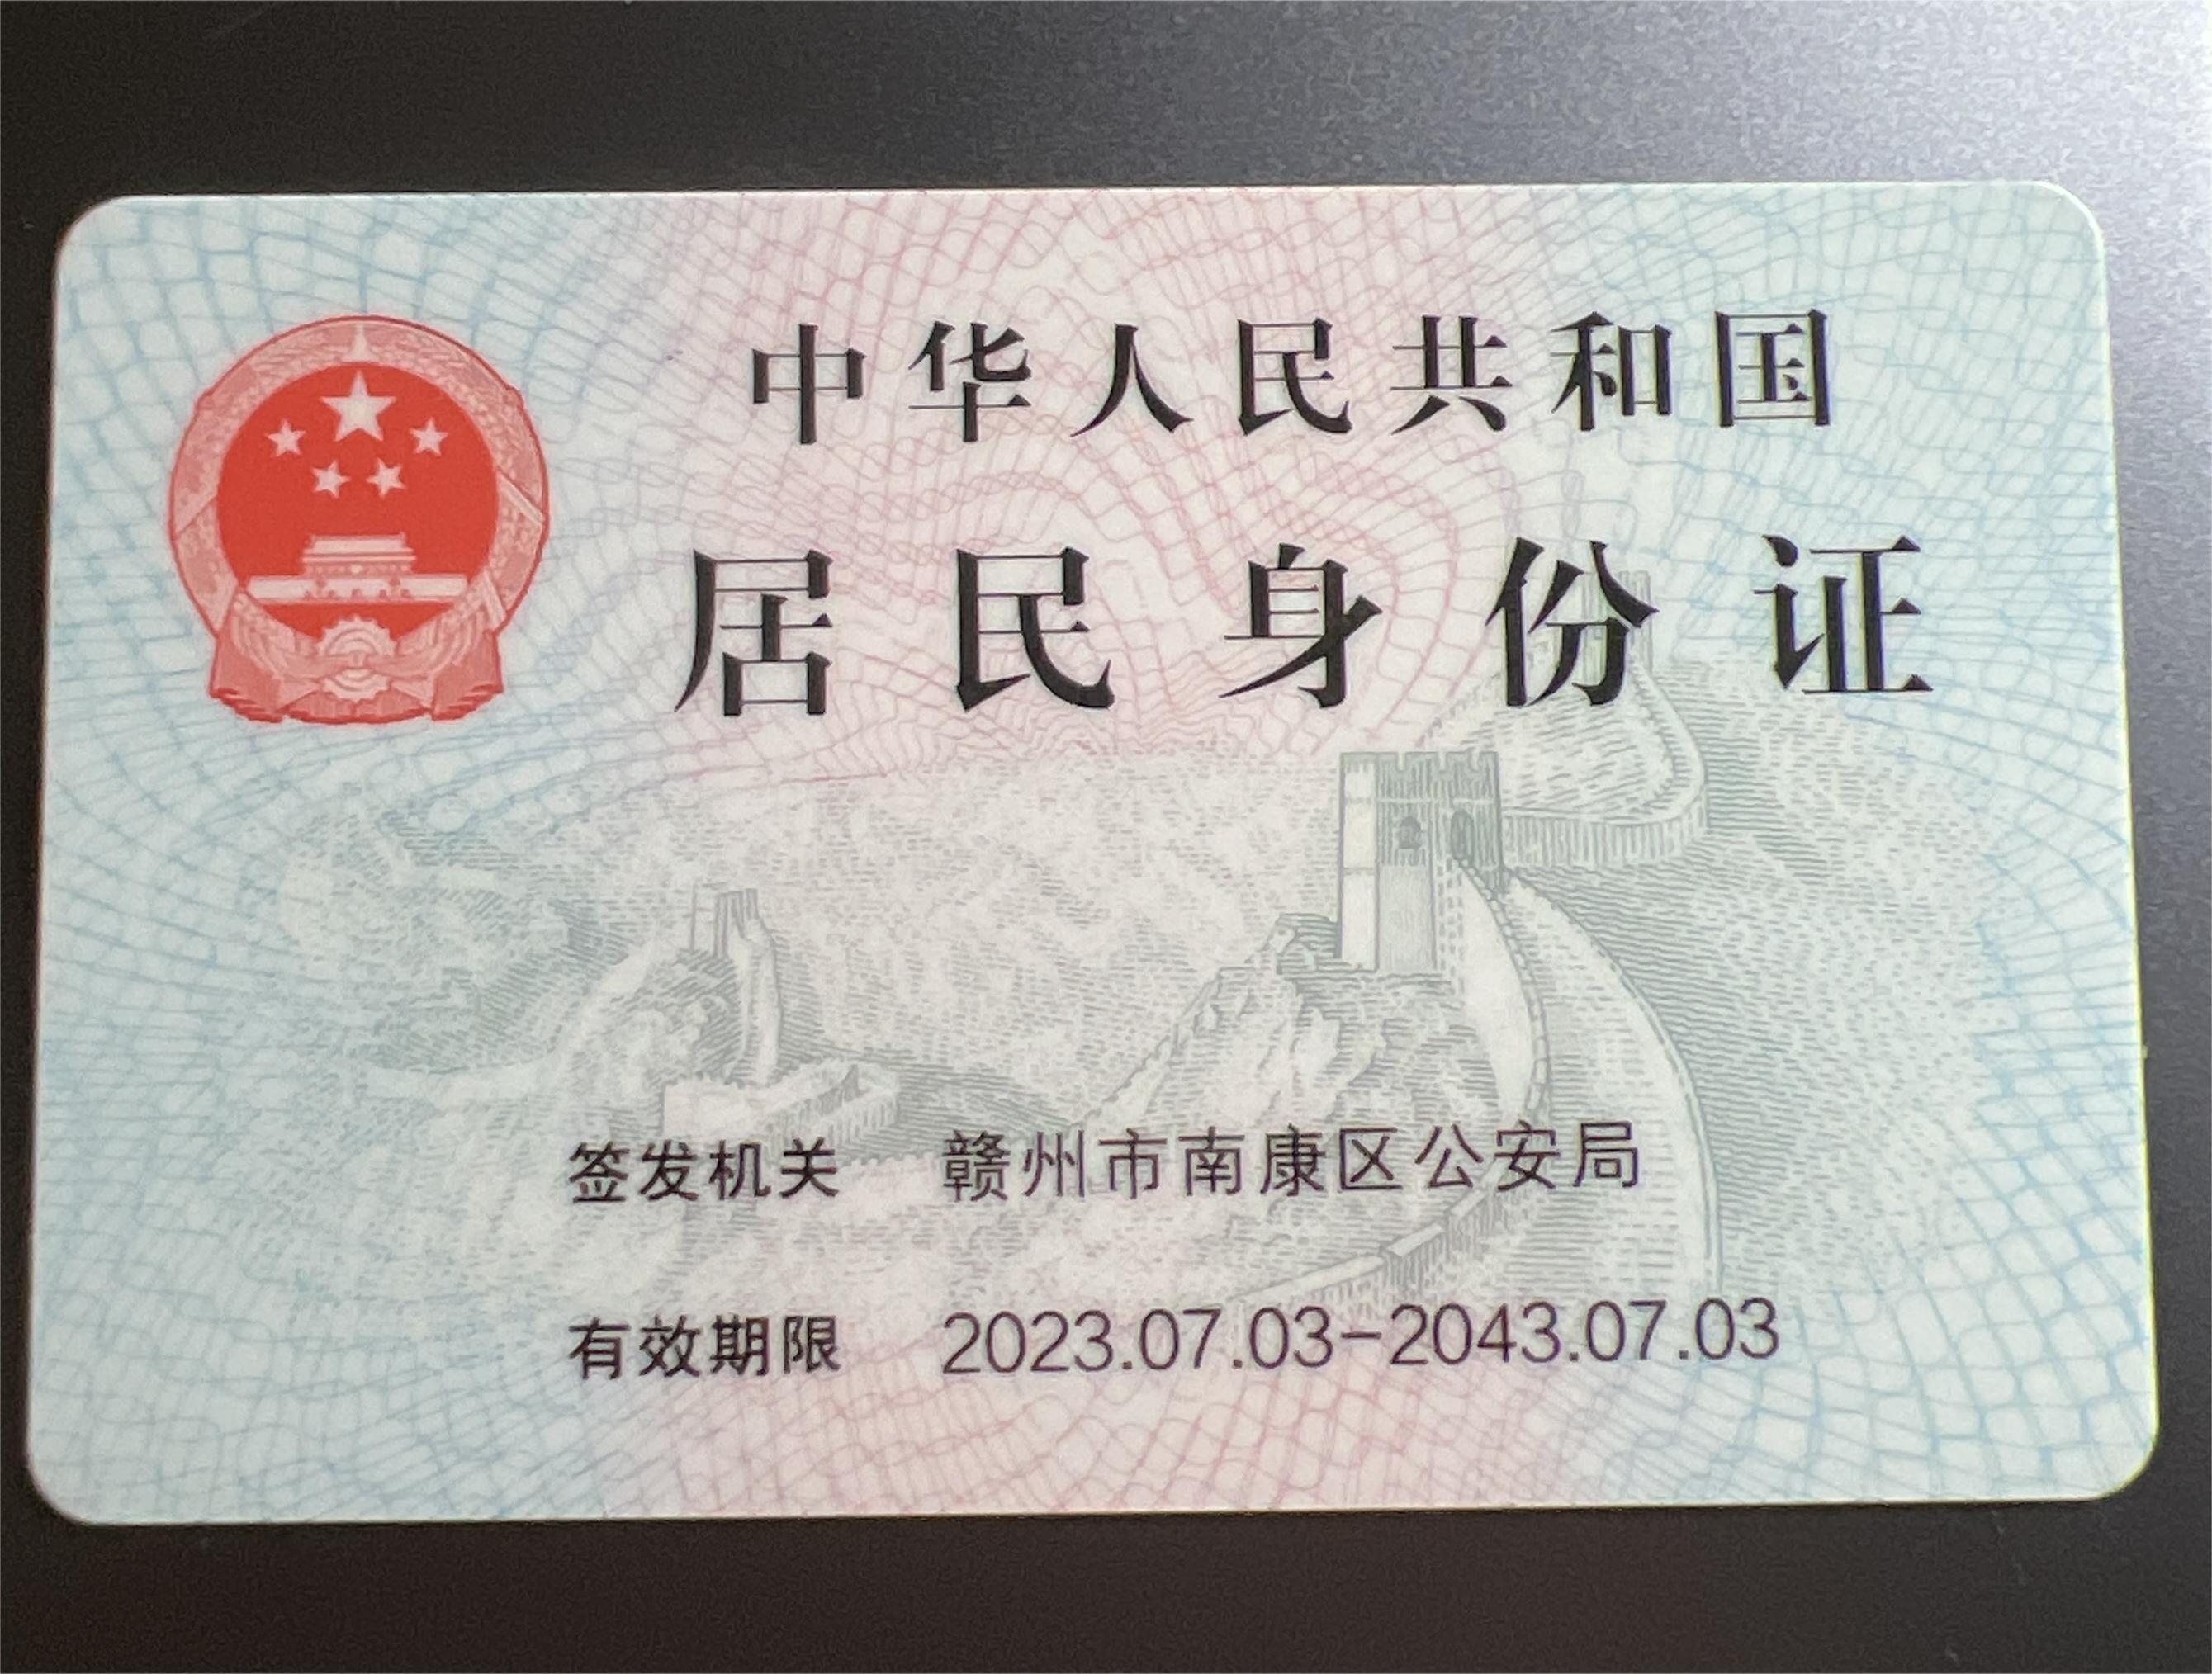 中华人民共和国
居民身份证
签发机关 赣州市南康区公安局
有效期限 2023.07.03-2043.07.03